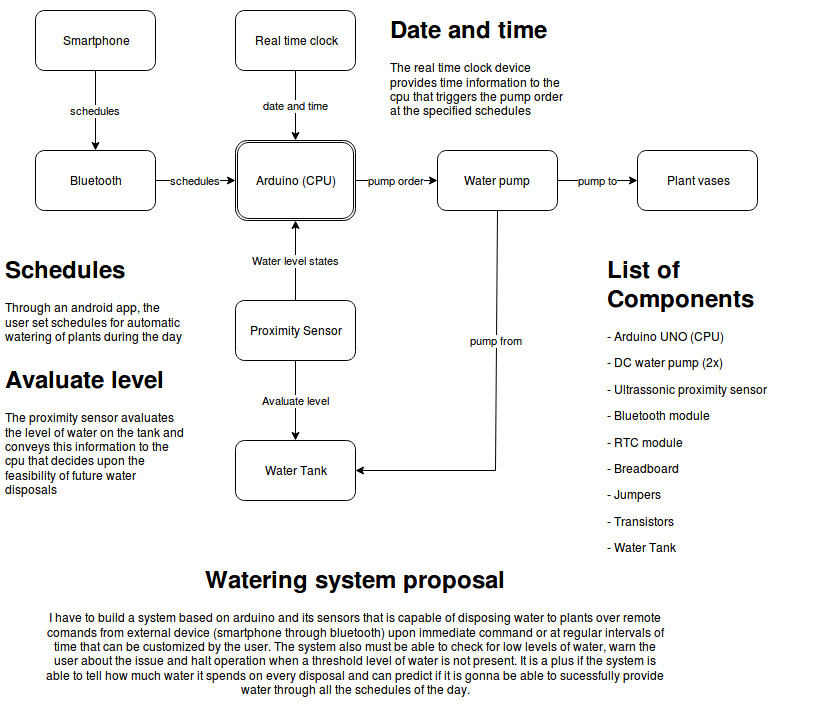 Smartphone
Real time clock
Date and time
The real time clock device
provides time information to the
cpu that triggers the pump order
at the specified schedules
schedules
date and time
Bluetooth
schedules
Arduino (CPU)
pump order
Water pump
pump to
Plant vases
Water level states
Schedules
Through an android app, the
user set schedules for automatic
watering of plants during the day
Proximity Sensor
pump from
List of
Components
- Arduino UNO (CPU)
- DC water pump (2x)
- Ultrassonic proximity sensor
- Bluetooth module
- RTC module
- Breadboard
- Jumpers
- Transistors
- Water Tank
Avaluate level
The proximity sensor avaluates
the level of water on the tank and
conveys this information to the
cpu that decides upon the
feasibility of future water
disposals
Avaluate level
Water Tank
Watering system proposal
I have to build a system based on arduino and its sensors that is capable of disposing water to plants over remote
comands from external device (smartphone through bluetooth) upon immediate command or at regular intervals of
time that can be customized by the user. The system also must be able to check for low levels of water, warn the
user about the issue and halt operation when a threshold level of water is not present. It is a plus if the system is
able to tell how much water it spends on every disposal and can predict if it is gonna be able to sucessfully provide
water through all the schedules of the day.